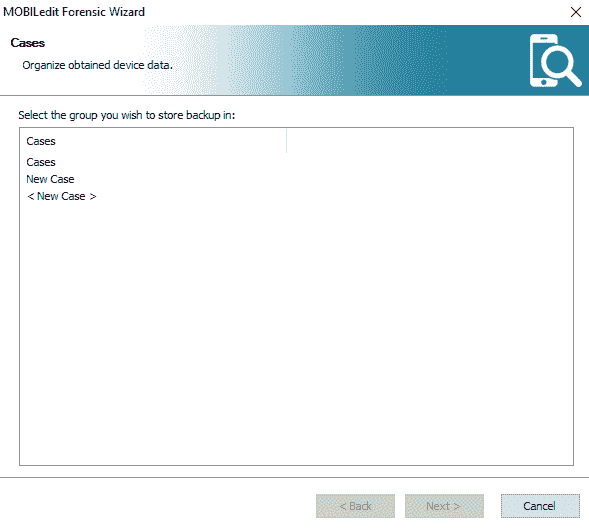 MOBILedit Forensic Wizard
Cases
Organize obtained device data.
Select the group you wish to store backup in:
Cases
Cases
New Case
< New Case >
< Back Next > Cancel